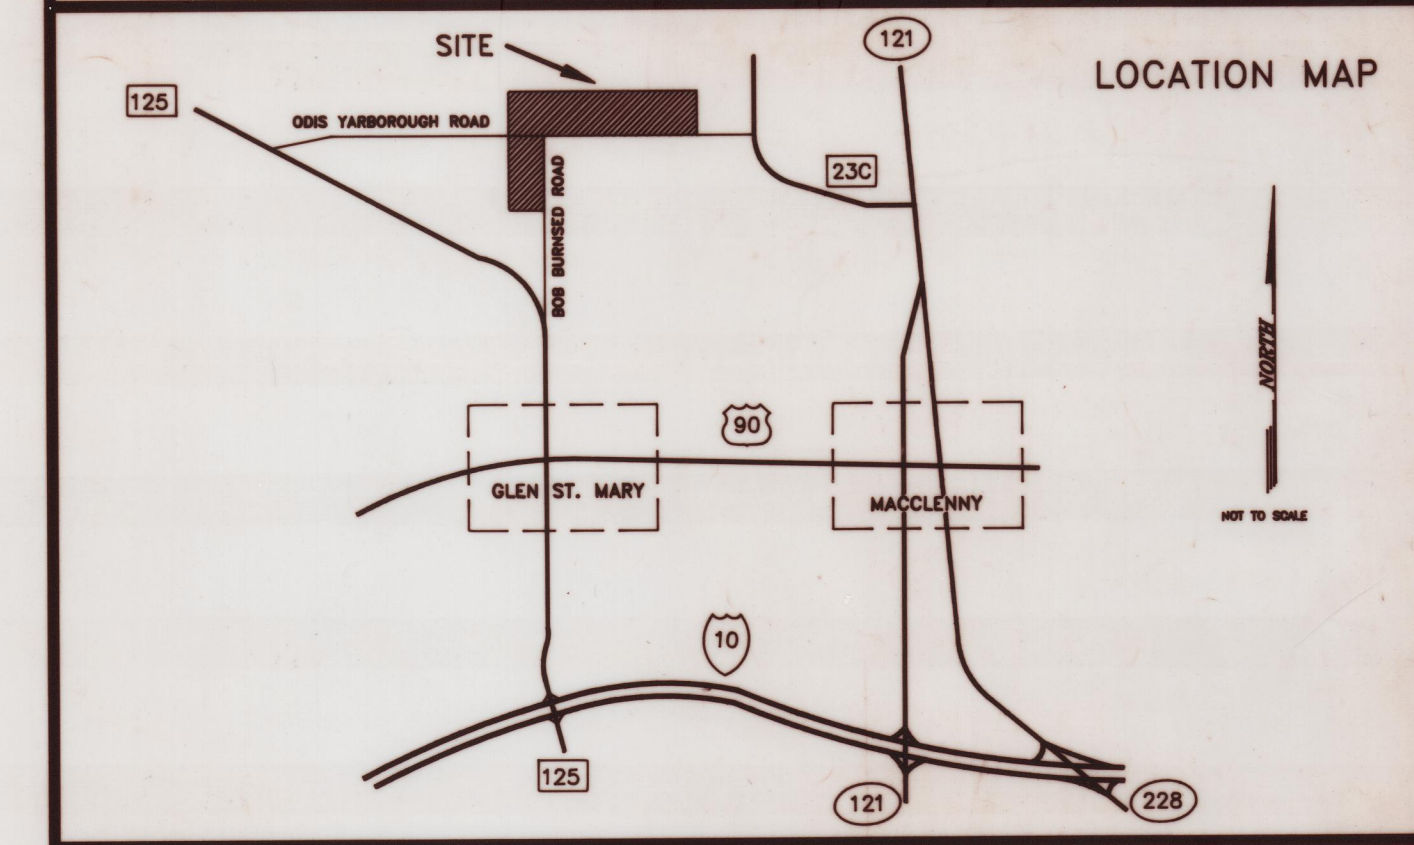 121
SITE
LOCATION MAP
125
ODIS YARBOROUGH ROAD
BOB BURNSED ROAD
23C
NORTH
90
GLEN ST. MARY
MACCLENNY
NOT TO SCALE
10
125
121
228